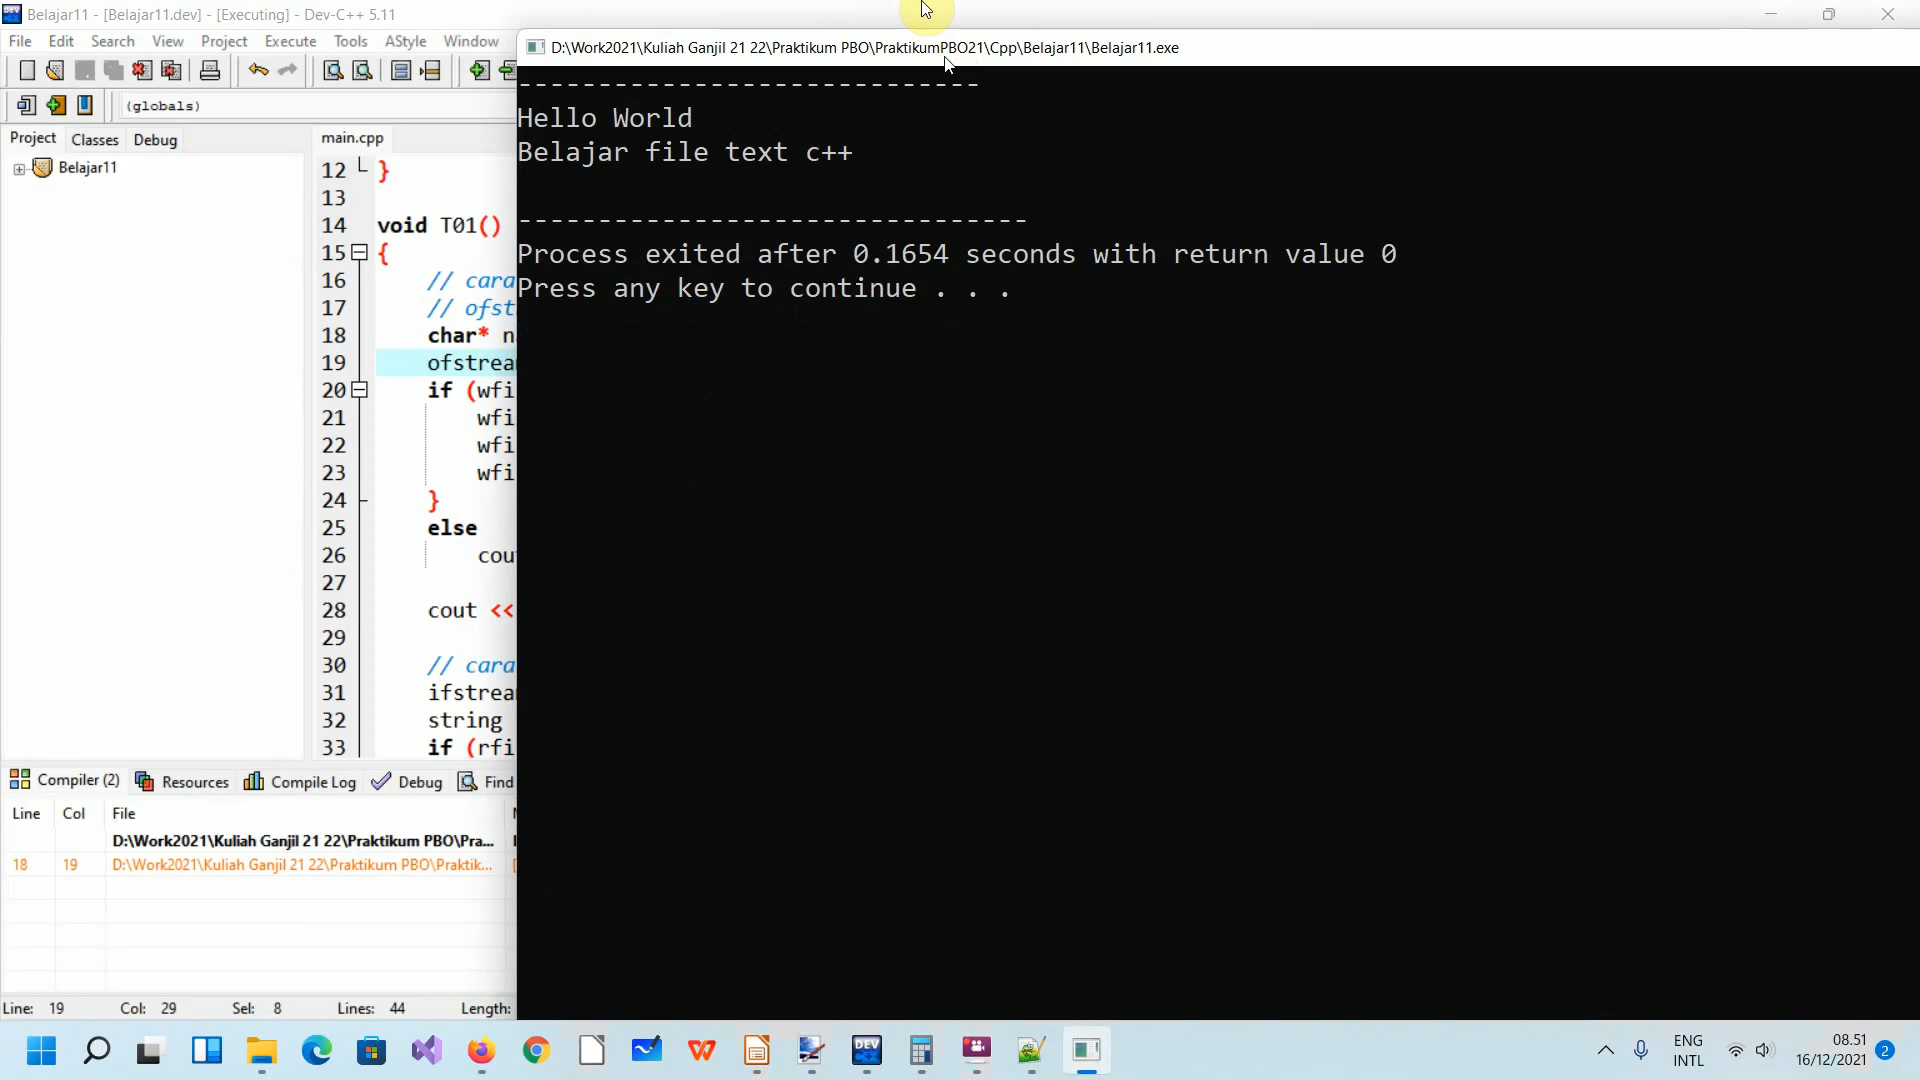 Belajar11 - [Belajar11.dev] - [Executing] - Dev-C++ 5.11
File Edit Search View Project Execute Tools AStyle Window
(globals)
Project Classes Debug
Belajar11
main.cpp
12 }
13
14 void T01()
15 {
16 // cara
17 // ofst
18 char* n
19 ofstrea
20 if (wfi
21 wfi
22 wfi
23 wfi
24 }
25 else
26 cou
27
28 cout <<
29
30 // cara
31 ifstrea
32 string
33 if (rfi
D:\Work2021\Kuliah Ganjil 21 22\Praktikum PBO\PraktikumPBO21\Cpp\Belajar11\Belajar11.exe
-----------------------------
Hello World
Belajar file text c++
--------------------------------
Process exited after 0.1654 seconds with return value 0
Press any key to continue . . .
Compiler (2) Resources Compile Log Debug Find
Line Col File
D:\Work2021\Kuliah Ganjil 21 22\Praktikum PBO\Pra...
18 19 D:\Work2021\Kuliah Ganjil 21 22\Praktikum PBO\Praktik...
Line: 19 Col: 29 Sel: 8 Lines: 44 Length:
DEV C++
ENG
INTL
08.51
16/12/2021
2